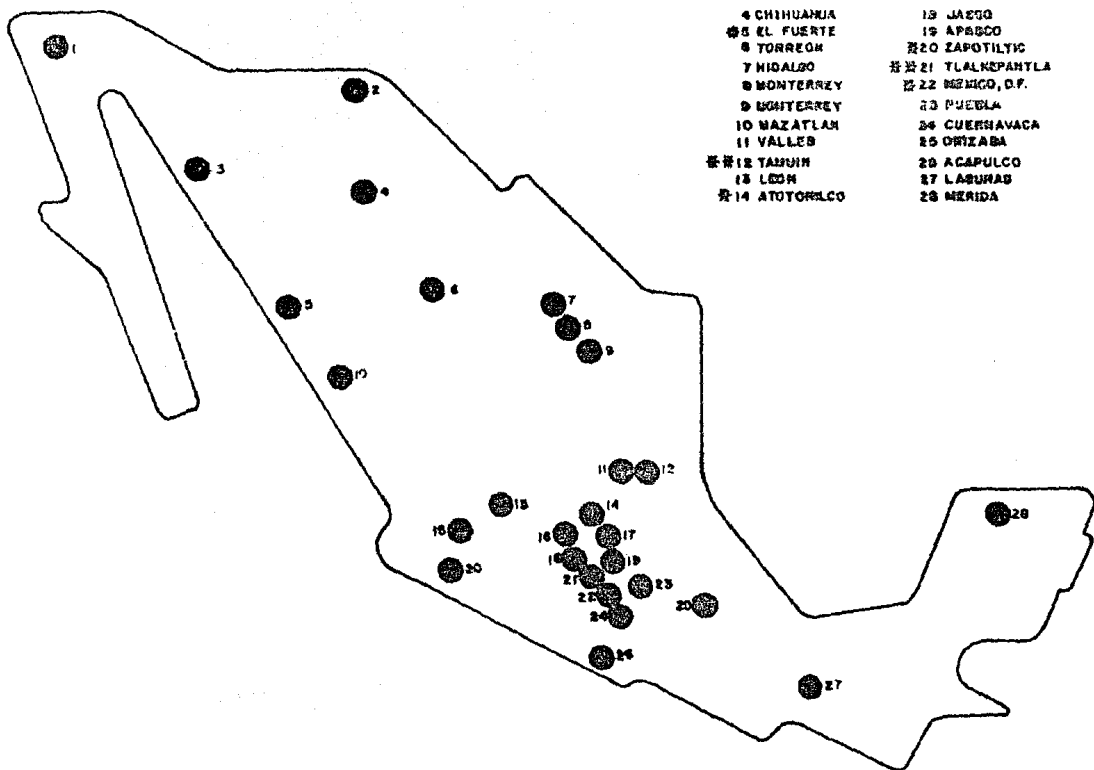 4 CHIHUAHUA
※5 EL FUERTE
6 TORREON
7 HIDALGO
8 MONTERREY
9 MONTERREY
10 MAZATLAN
11 VALLES
※※12 TAMUIN
13 LEON
※14 ATOTONILCO
19 APASCO
※20 ZAPOTILTIC
※※21 TLALNEPANTLA
※22 MEXICO, D.F.
23 PUEBLA
24 CUERNAVACA
25 ORIZABA
26 ACAPULCO
27 LAGUNAS
28 MERIDA
1
2
3
4
5
6
7
8
9
10
11
12
13
14
17
19
20
21
22
23
24
26
27
28